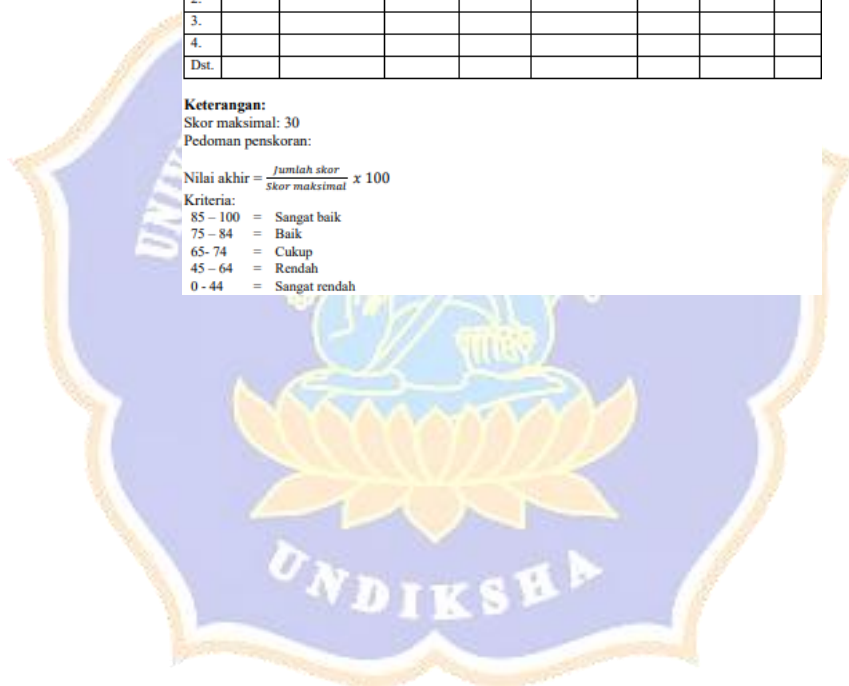 2.
3.
4.
Dst.
Keterangan:
Skor maksimal: 30
Pedoman penskoran:
Nilai akhir = Jumlah skor / Skor maksimal x 100
Kriteria:
85 – 100 = Sangat baik
75 – 84 = Baik
65- 74 = Cukup
45 – 64 = Rendah
0 - 44 = Sangat rendah
UNDIKSHA